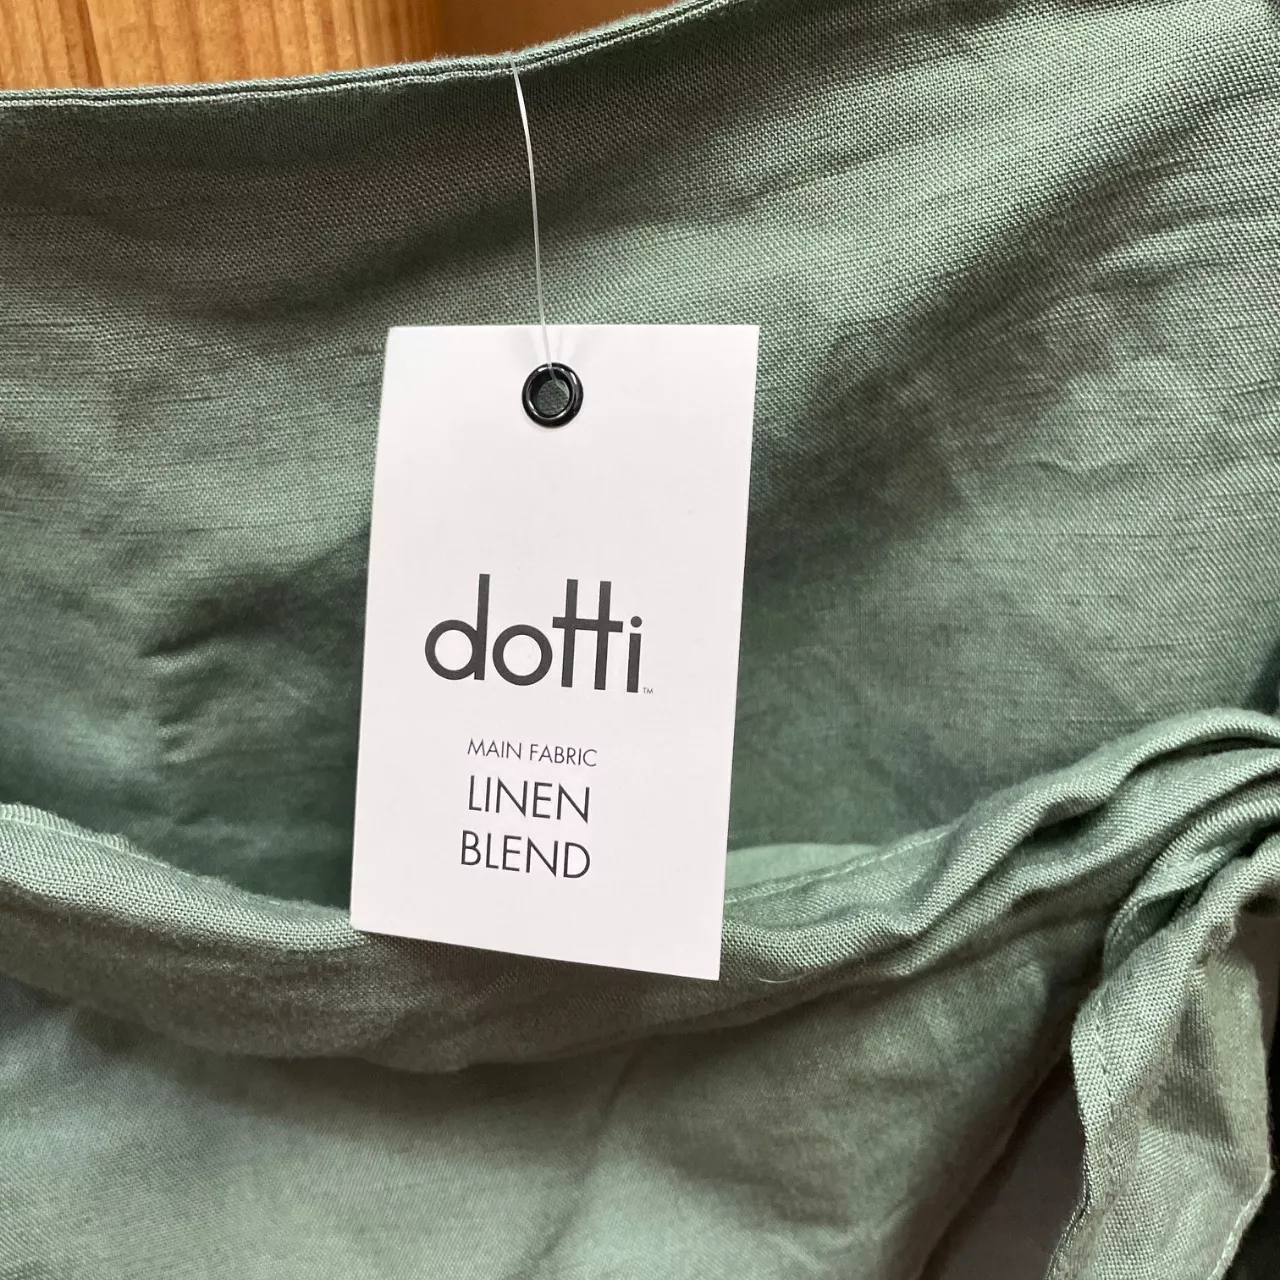 dotti™
MAIN FABRIC
LINEN
BLEND